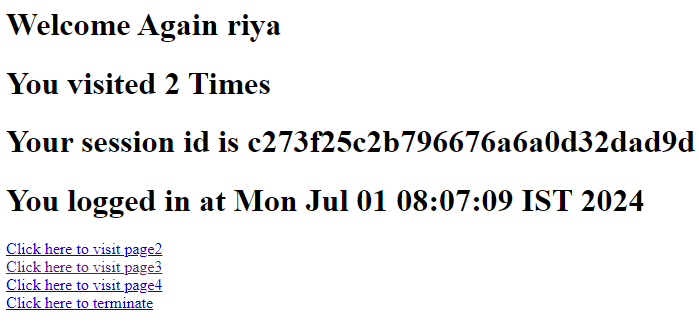 Welcome Again riya
You visited 2 Times
Your session id is c273f25c2b796676a6a0d32dad9d
You logged in at Mon Jul 01 08:07:09 IST 2024
Click here to visit page2
Click here to visit page3
Click here to visit page4
Click here to terminate